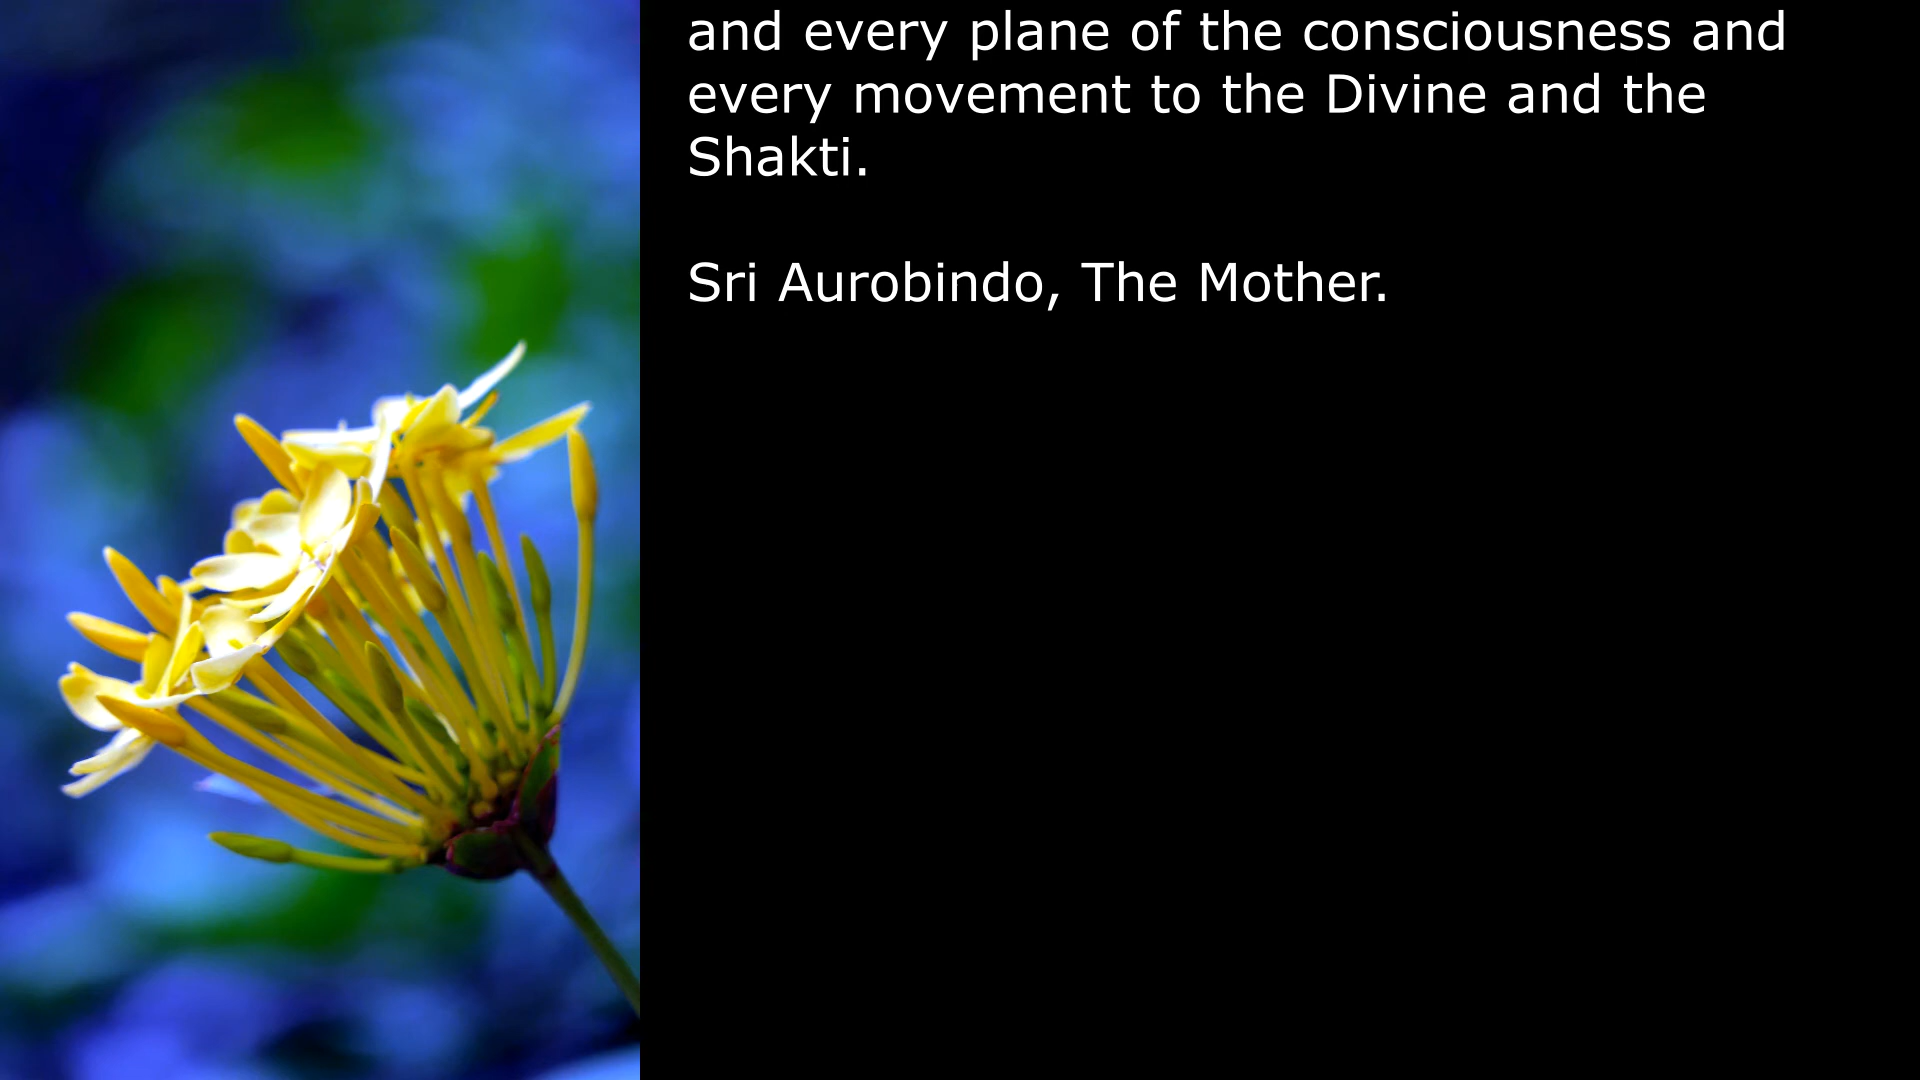 and every plane of the consciousness and
every movement to the Divine and the
Shakti.
Sri Aurobindo, The Mother.